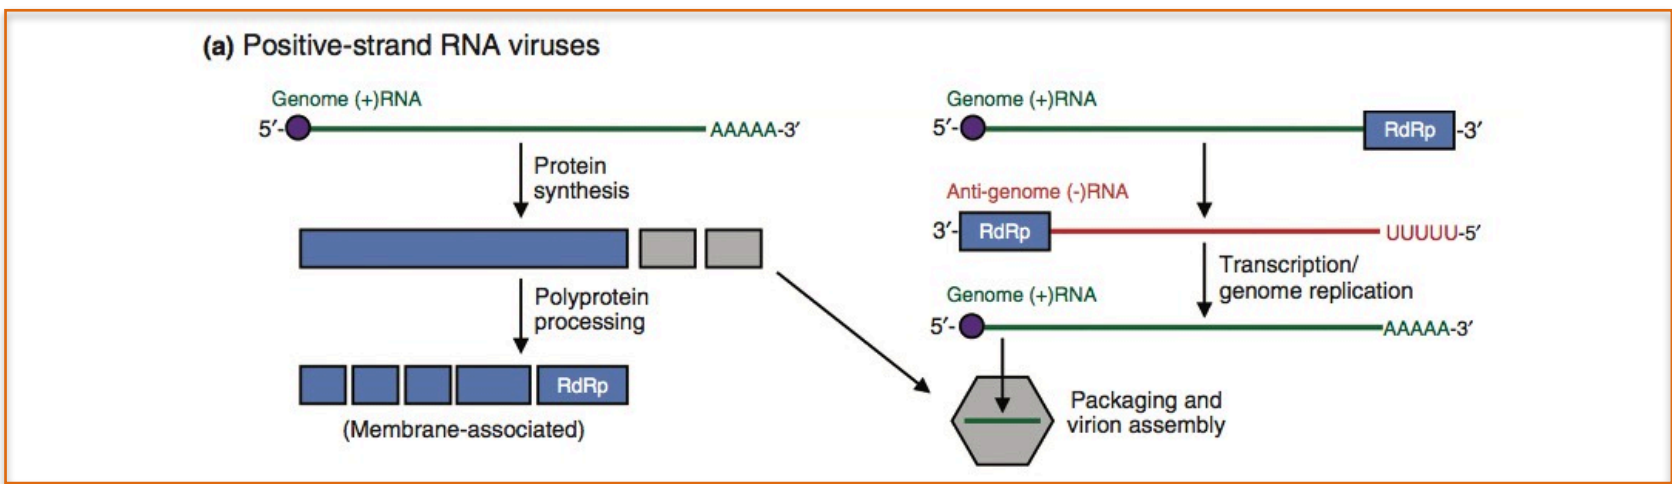 (a) Positive-strand RNA viruses
Genome (+)RNA
5′-
AAAAA-3′
Protein
synthesis
Polyprotein
processing
RdRp
(Membrane-associated)
Genome (+)RNA
5′-
RdRp
-3′
Anti-genome (-)RNA
3′-
RdRp
UUUUU-5′
Transcription/
genome replication
Genome (+)RNA
5′-
AAAAA-3′
Packaging and
virion assembly